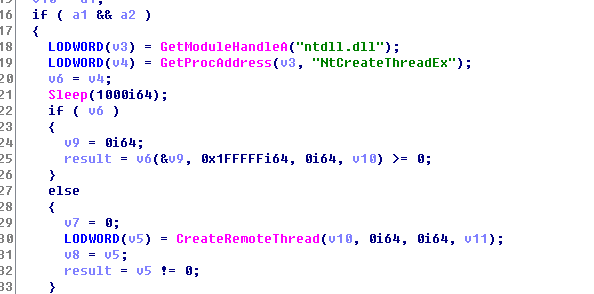 16 if ( a1 && a2 )
17 {
18 LODWORD(v3) = GetModuleHandleA("ntdll.dll");
19 LODWORD(v4) = GetProcAddress(v3, "NtCreateThreadEx");
20 v6 = v4;
21 Sleep(1000i64);
22 if ( v6 )
23 {
24 v9 = 0i64;
25 result = v6(&v9, 0x1FFFFFi64, 0i64, v10) >= 0;
26 }
27 else
28 {
29 v7 = 0;
30 LODWORD(v5) = CreateRemoteThread(v10, 0i64, 0i64, v11);
31 v8 = v5;
32 result = v5 != 0;
33 }